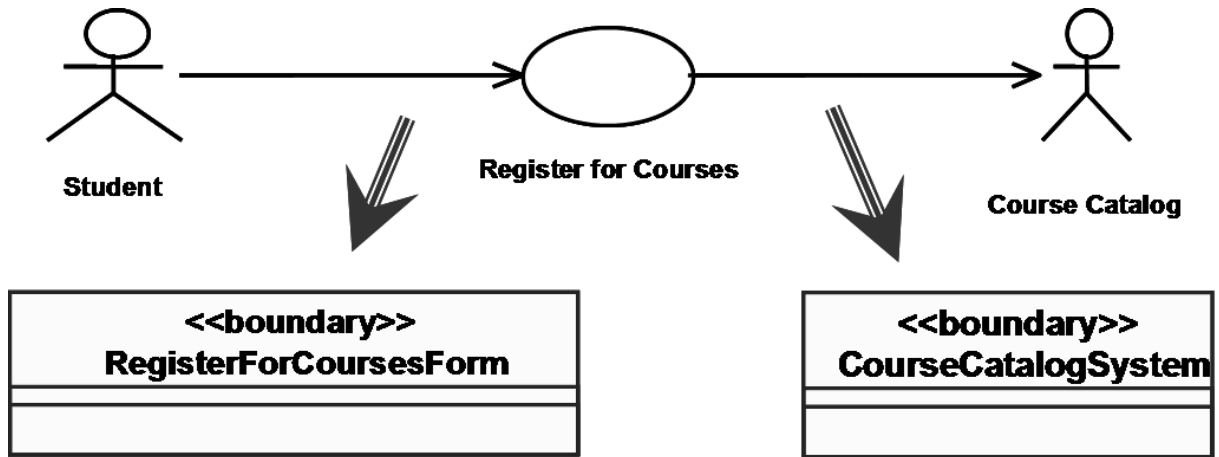 Student
Register for Courses
Course Catalog
<<boundary>>
RegisterForCoursesForm
<<boundary>>
CourseCatalogSystem